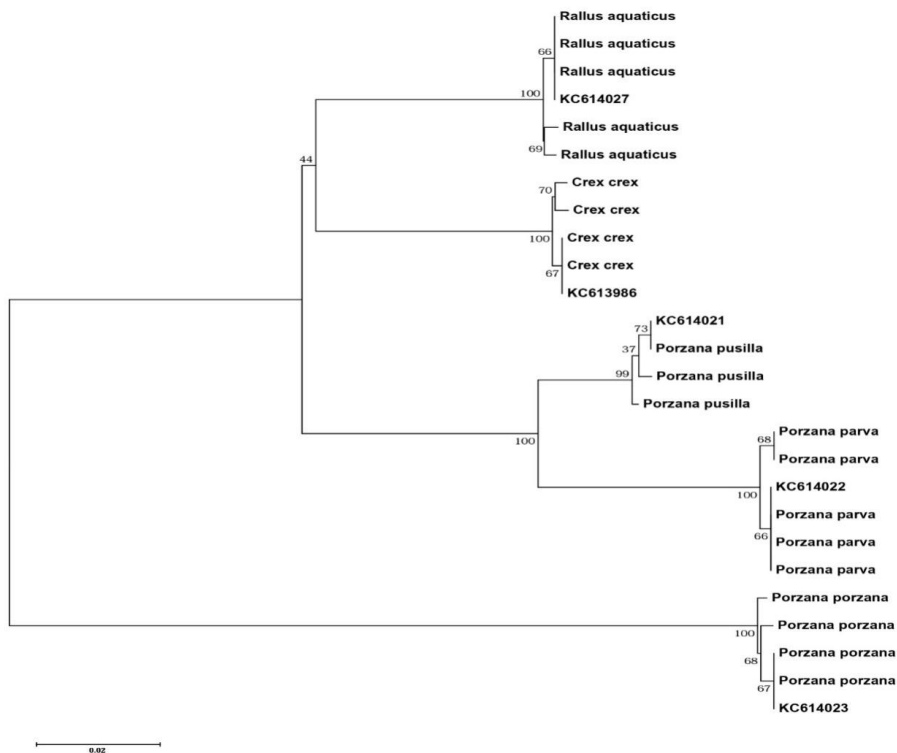 Rallus aquaticus
Rallus aquaticus
66
Rallus aquaticus
100
KC614027
Rallus aquaticus
69
Rallus aquaticus
44
Crex crex
70
Crex crex
100
Crex crex
Crex crex
67
KC613986
KC614021
73
Porzana pusilla
37
Porzana pusilla
99
Porzana pusilla
100
Porzana parva
68
Porzana parva
KC614022
100
Porzana parva
66
Porzana parva
Porzana parva
Porzana porzana
100
Porzana porzana
68
Porzana porzana
67
Porzana porzana
KC614023
0.02